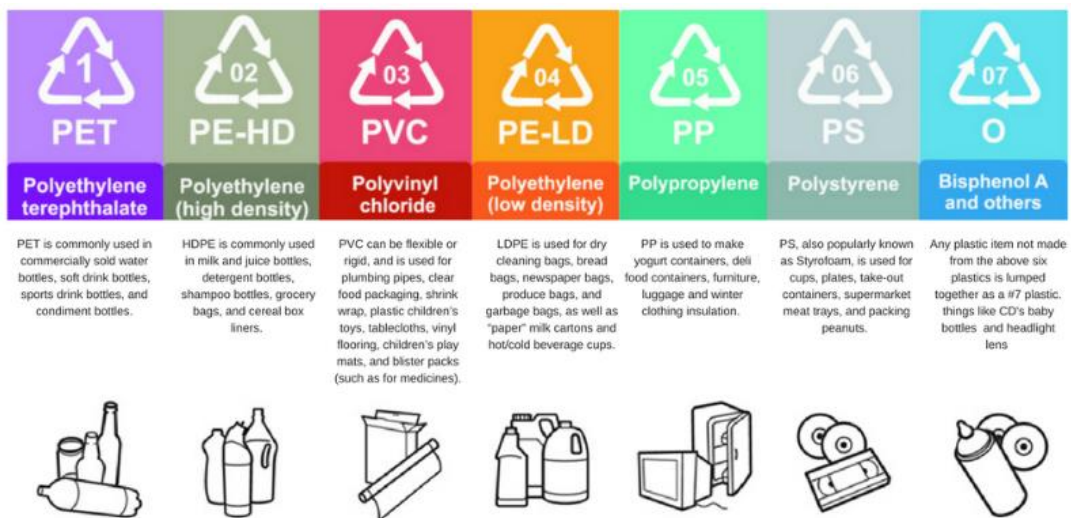 1
PET
Polyethylene
terephthalate
PET is commonly used in
commercially sold water
bottles, soft drink bottles,
sports drink bottles, and
condiment bottles.
02
PE-HD
Polyethylene
(high density)
HDPE is commonly used
in milk and juice bottles,
detergent bottles,
shampoo bottles, grocery
bags, and cereal box
liners.
03
PVC
Polyvinyl
chloride
PVC can be flexible or
rigid, and is used for
plumbing pipes, clear
food packaging, shrink
wrap, plastic children's
toys, tablecloths, vinyl
flooring, children's play
mats, and blister packs
(such as for medicines).
04
PE-LD
Polyethylene
(low density)
LDPE is used for dry
cleaning bags, bread
bags, newspaper bags,
produce bags, and
garbage bags, as well as
"paper" milk cartons and
hot/cold beverage cups.
05
PP
Polypropylene
PP is used to make
yogurt containers, deli
food containers, furniture,
luggage and winter
clothing insulation.
06
PS
Polystyrene
PS, also popularly known
as Styrofoam, is used for
cups, plates, take-out
containers, supermarket
meat trays, and packing
peanuts.
07
O
Bisphenol A
and others
Any plastic item not made
from the above six
plastics is lumped
together as a #7 plastic.
things like CD's baby
bottles and headlight
lens